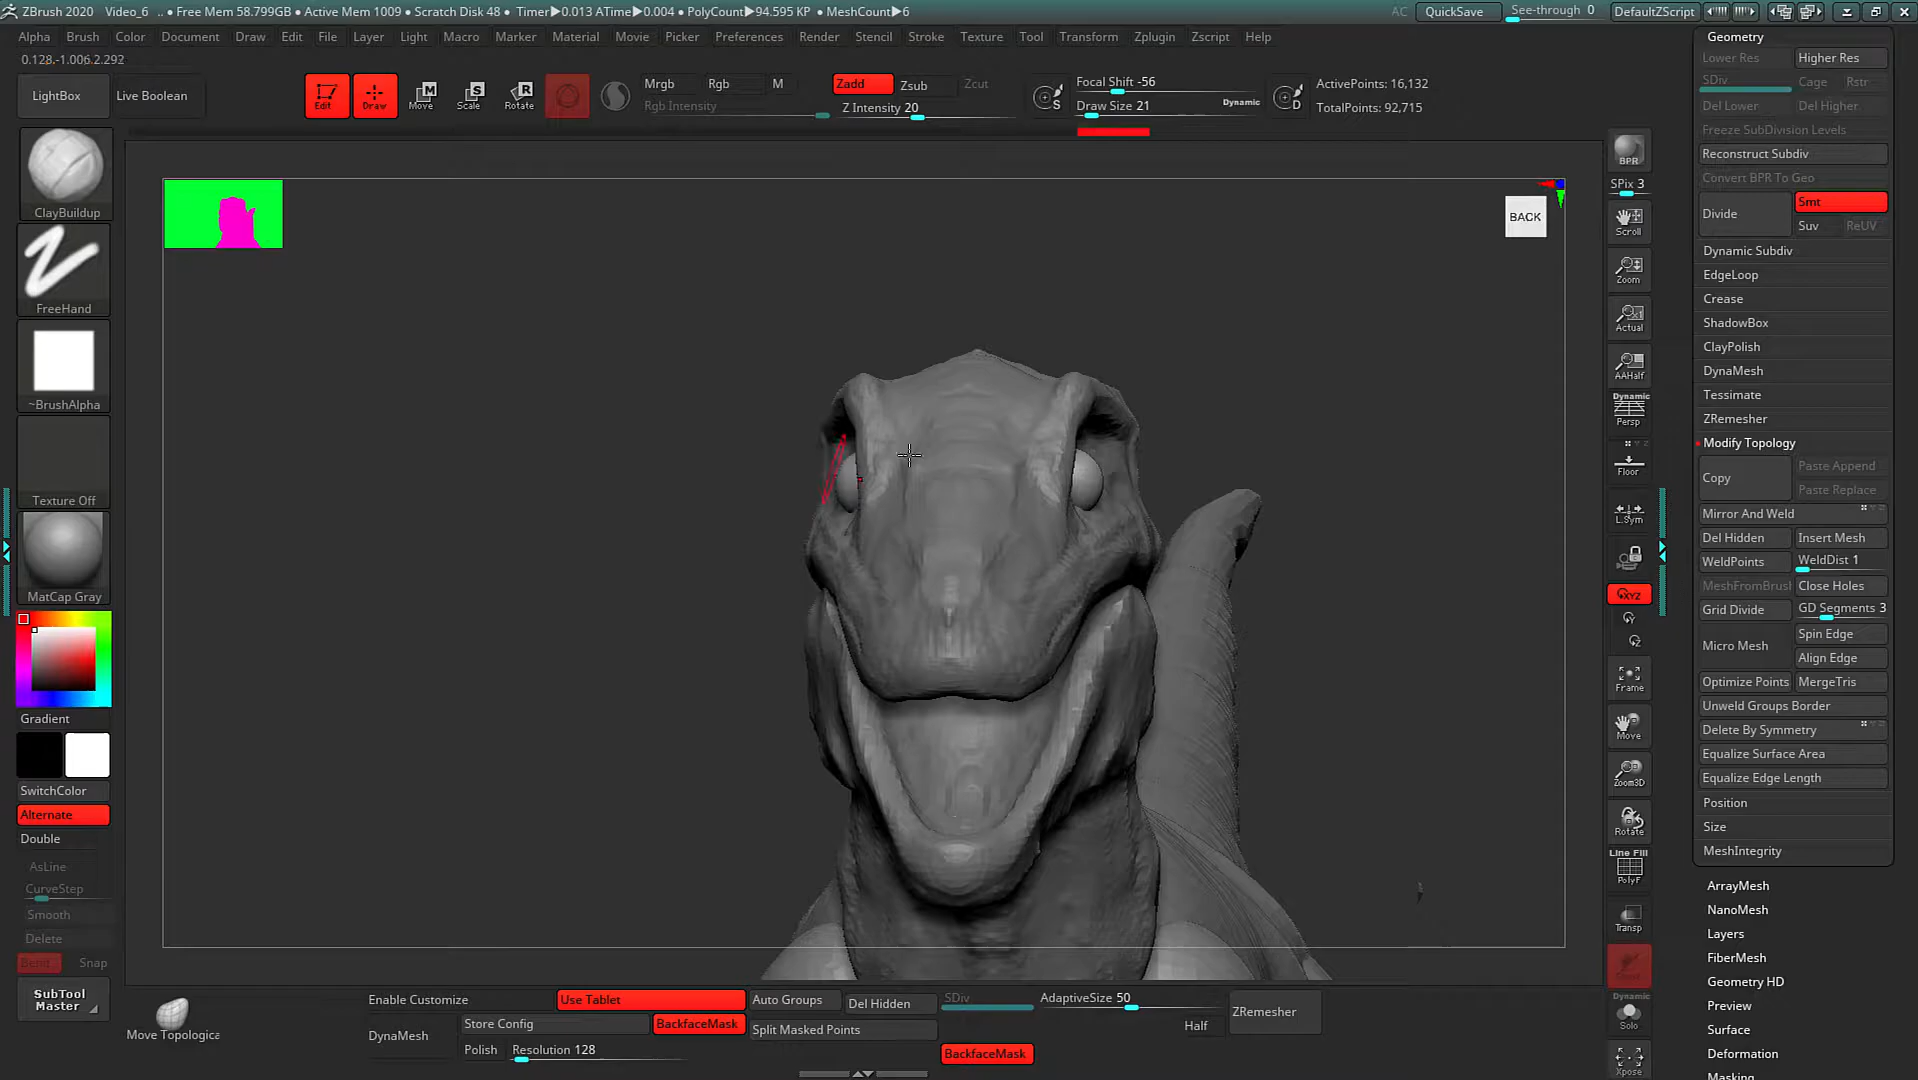 ZBrush 2020 Video_6 .. ● Free Mem 58.799GB ● Active Mem 1009 ● Scratch Disk 48 ● Timer▶0.013 ATime▶0.004 ● PolyCount▶94.595 KP ● MeshCount▶6 AC QuickSave See-through 0 DefaultZScript
Alpha Brush Color Document Draw Edit File Layer Light Macro Marker Material Movie Picker Preferences Render Stencil Stroke Texture Tool Transform Zplugin Zscript Help
0.128,-1.006,2.292
LightBox Live Boolean
Edit Draw Move Scale Rotate
Mrgb Rgb M
Rgb Intensity
Zadd Zsub Zcut
Z Intensity 20
Focal Shift -56
Draw Size 21 Dynamic
ActivePoints: 16,132
TotalPoints: 92,715
ClayBuildup
FreeHand
~BrushAlpha
Texture Off
MatCap Gray
Gradient
SwitchColor
Alternate
Double
AsLine
CurveStep
Smooth
Delete
Bend Snap
SubTool
Master
Move Topologica
BACK
BPR
SPix 3
Scroll
Zoom
Actual
AAHalf
Dynamic
Persp
Floor
L.Sym
XYZ
Frame
Move
Zoom3D
Rotate
Line Fill
PolyF
Transp
Dynamic
Solo
Xpose
Geometry
Lower Res Higher Res
SDiv Cage Rstr
Del Lower Del Higher
Freeze SubDivision Levels
Reconstruct Subdiv
Convert BPR To Geo
Divide Smt
Suv ReUV
Dynamic Subdiv
EdgeLoop
Crease
ShadowBox
ClayPolish
DynaMesh
Tessimate
ZRemesher
Modify Topology
Copy Paste Append
Paste Replace
Mirror And Weld
Del Hidden Insert Mesh
WeldPoints WeldDist 1
MeshFromBrush Close Holes
Grid Divide GD Segments 3
Micro Mesh Spin Edge
Align Edge
Optimize Points MergeTris
Unweld Groups Border
Delete By Symmetry
Equalize Surface Area
Equalize Edge Length
Position
Size
MeshIntegrity
ArrayMesh
NanoMesh
Layers
FiberMesh
Geometry HD
Preview
Surface
Deformation
Masking
Enable Customize Use Tablet Auto Groups Del Hidden SDiv AdaptiveSize 50 ZRemesher
Store Config BackfaceMask Split Masked Points Half
DynaMesh Polish Resolution 128 BackfaceMask